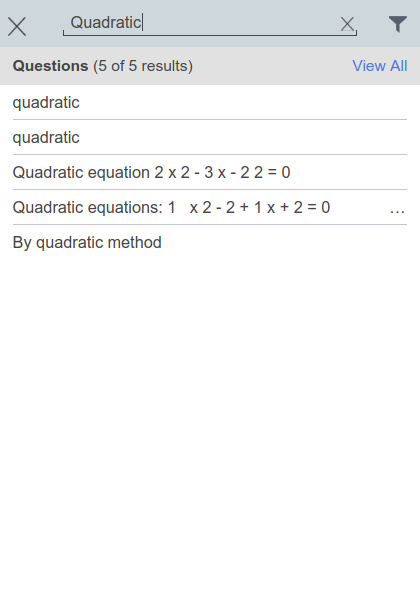 Quadratic
Questions (5 of 5 results) View All
quadratic
quadratic
Quadratic equation 2 x 2 - 3 x - 2 2 = 0
Quadratic equations: 1 x 2 - 2 + 1 x + 2 = 0 ...
By quadratic method